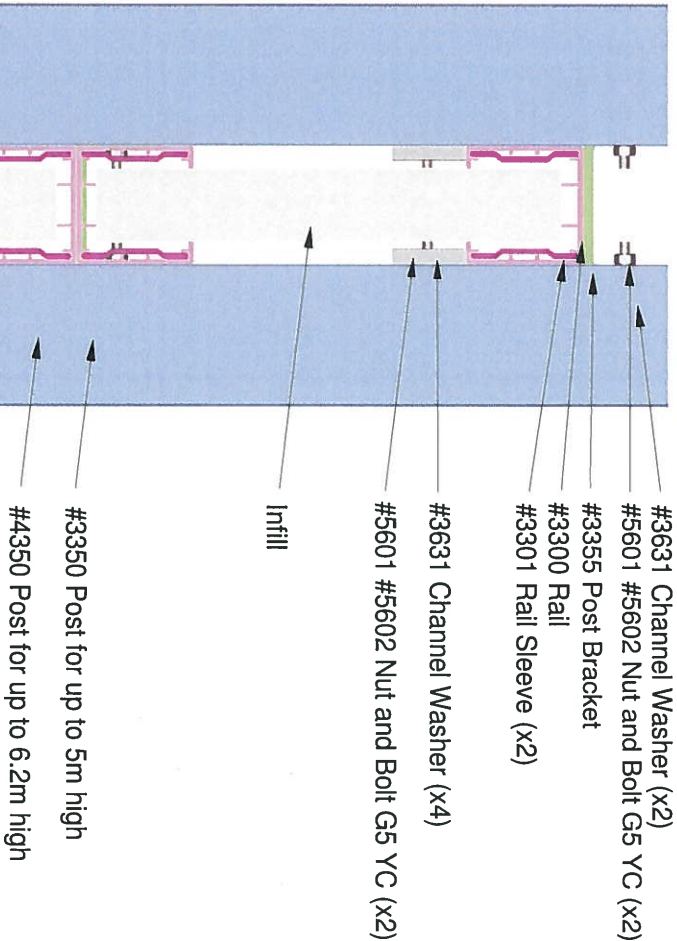 #3631 Channel Washer (x2)
#5601 #5602 Nut and Bolt G5 YC (x2)
#3355 Post Bracket
#3300 Rail
#3301 Rail Sleeve (x2)
#3631 Channel Washer (x4)
#5601 #5602 Nut and Bolt G5 YC (x2)
Infill
#3350 Post for up to 5m high
#4350 Post for up to 6.2m high